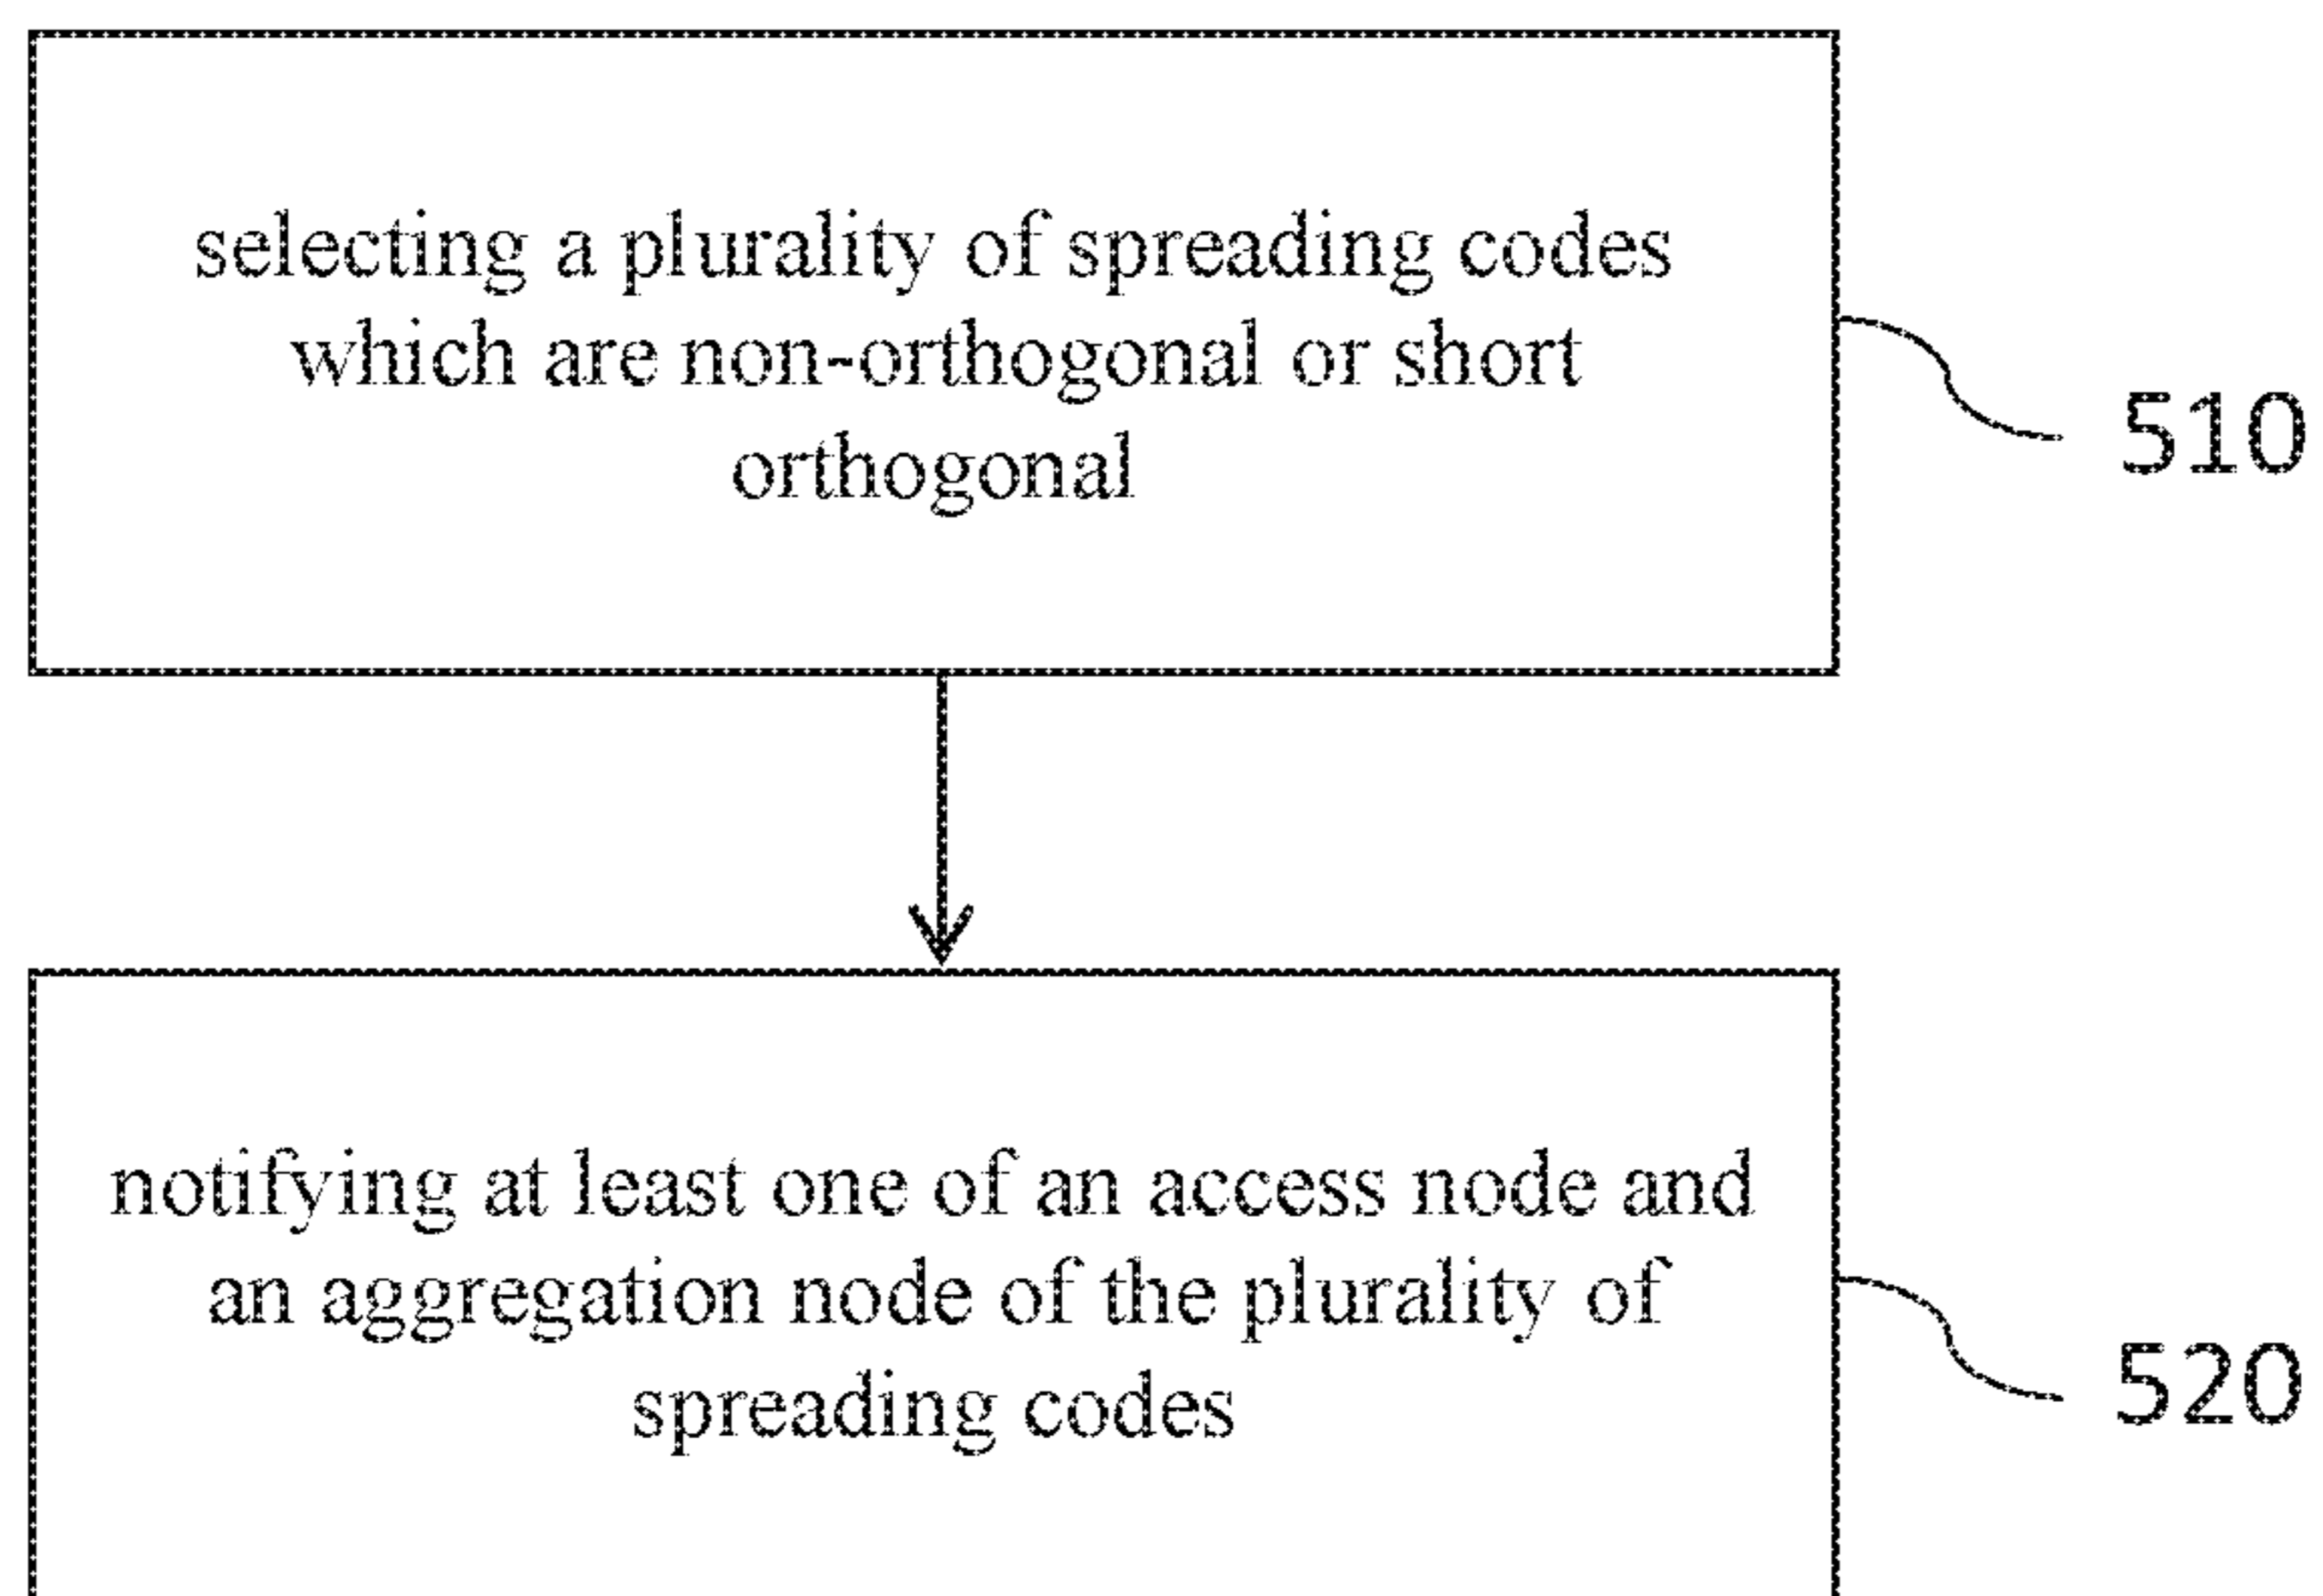 selecting a plurality of spreading codes
which are non-orthogonal or short
orthogonal
510
notifying at least one of an access node and
an aggregation node of the plurality of
spreading codes
520